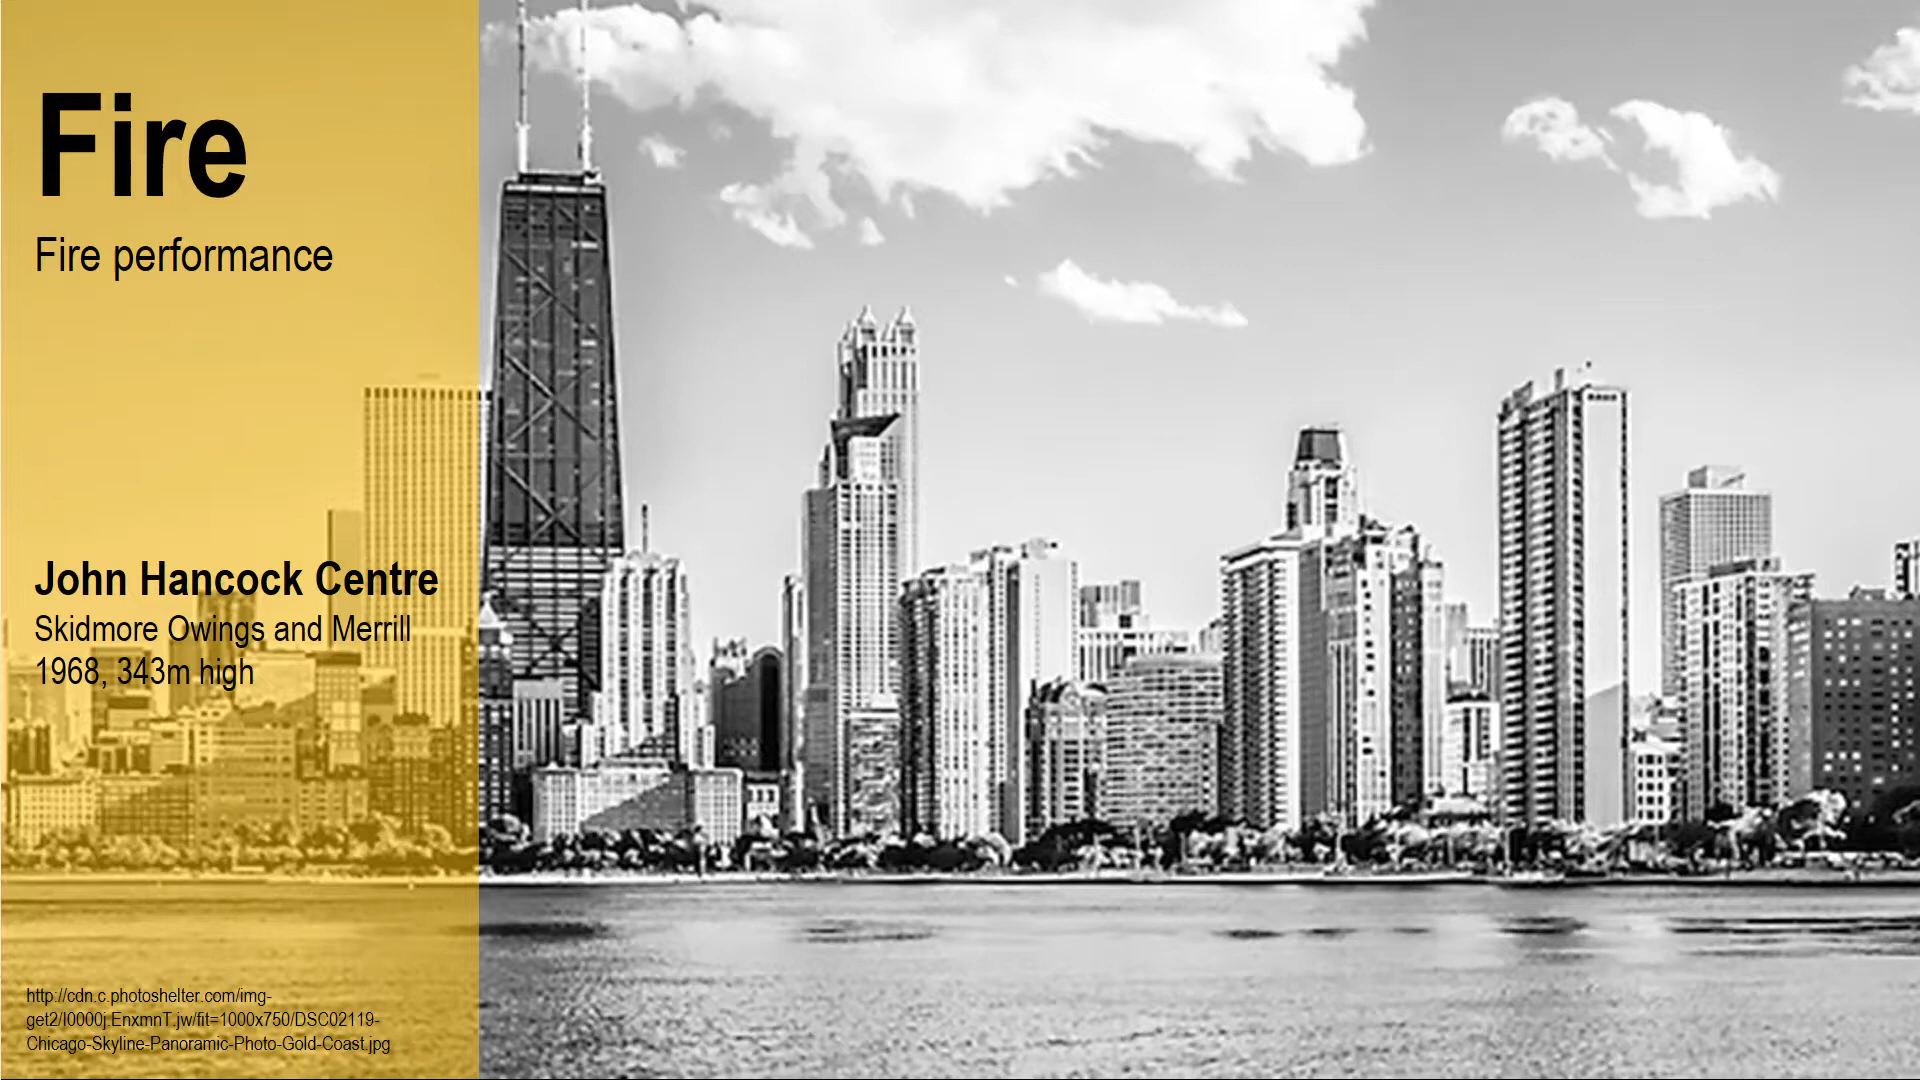 Fire
Fire performance
John Hancock Centre
Skidmore Owings and Merrill
1968, 343m high
http://cdn.c.photoshelter.com/img-
get2/I0000j.EnxmnT.jw/fit=1000x750/DSC02119-
Chicago-Skyline-Panoramic-Photo-Gold-Coast.jpg